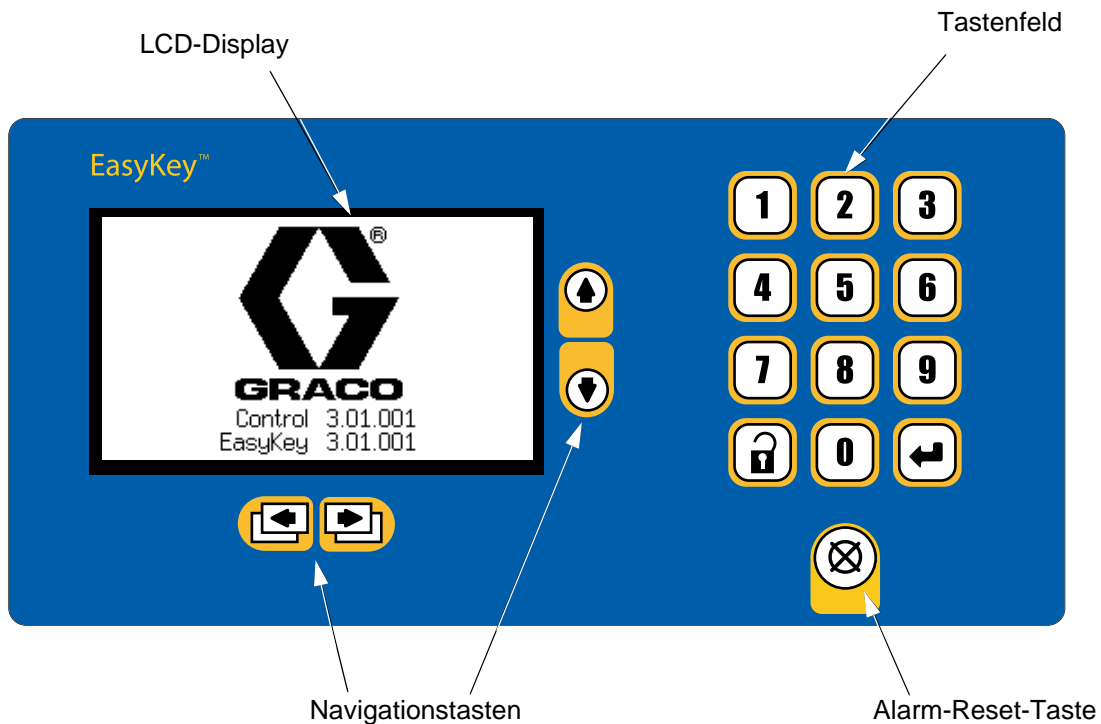 LCD-Display
Tastenfeld
EasyKey™
1 2 3
®
GRACO
Control 3.01.001
EasyKey 3.01.001
4 5 6
7 8 9
0
Navigationstasten
Alarm-Reset-Taste